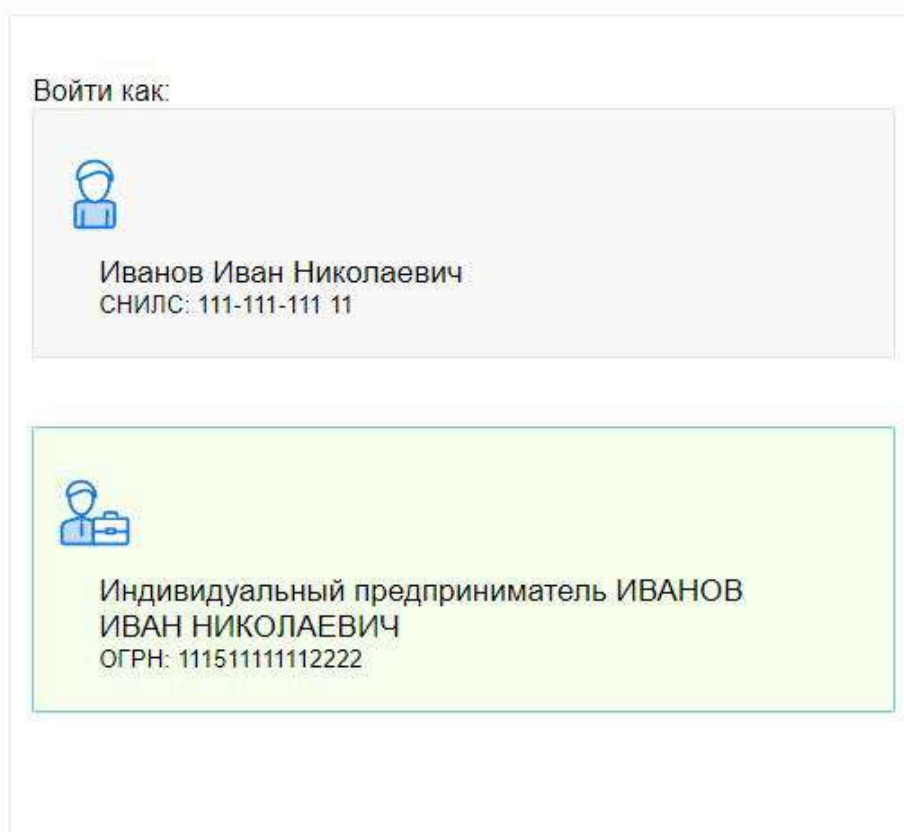 Войти как:
Иванов Иван Николаевич
СНИЛС: 111-111-111 11
Индивидуальный предприниматель ИВАНОВ
ИВАН НИКОЛАЕВИЧ
ОГРН: 111511111112222